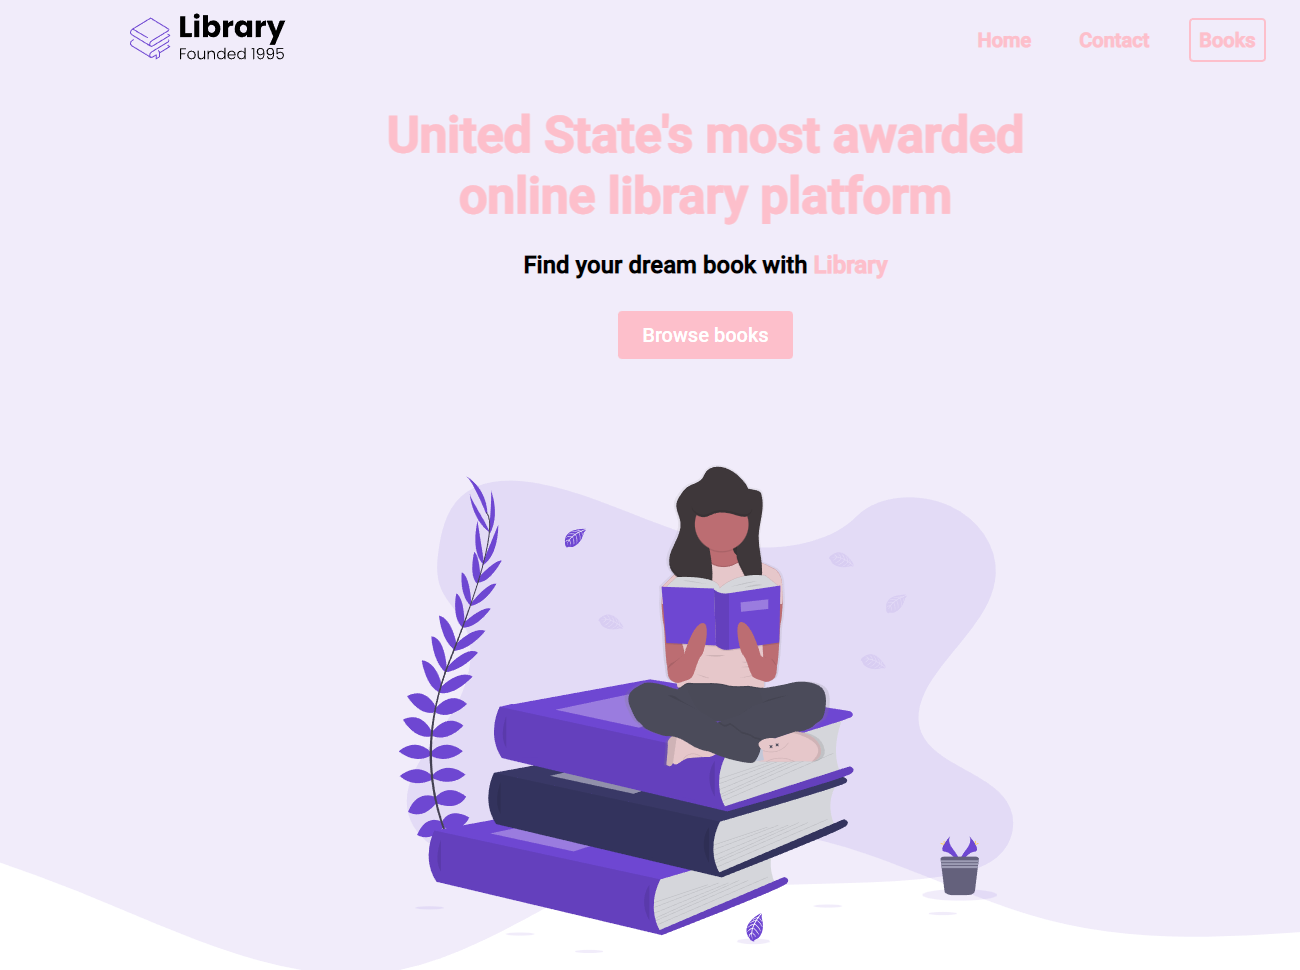 Library
Founded 1995
Home
Contact
Books
United State's most awarded
online library platform
Find your dream book with Library
Browse books